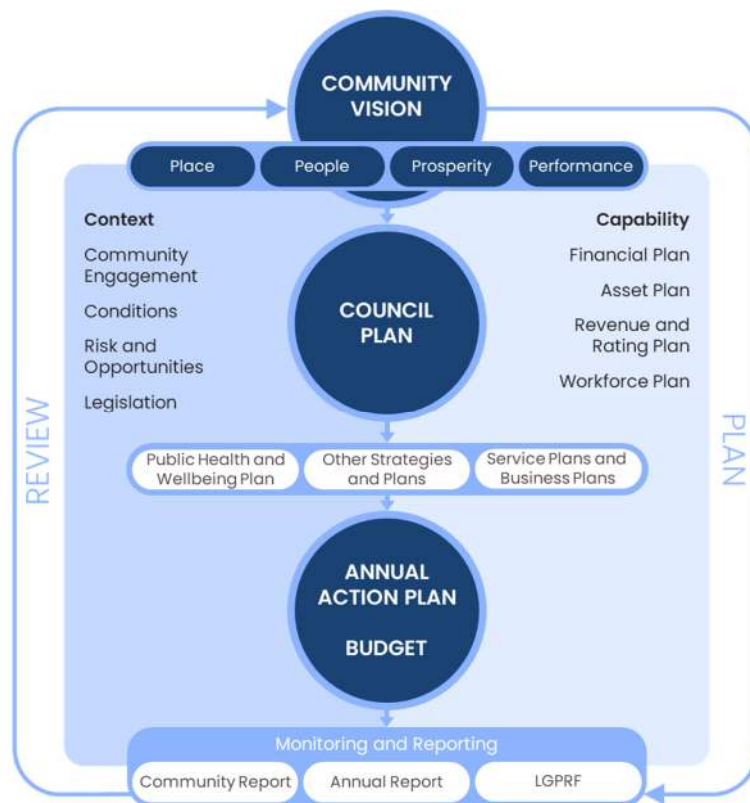 COMMUNITY
VISION
Place
People
Prosperity
Performance
Context
Community
Engagement
Conditions
Risk and
Opportunities
Legislation
Capability
Financial Plan
Asset Plan
Revenue and
Rating Plan
Workforce Plan
COUNCIL
PLAN
REVIEW
PLAN
Public Health and
Wellbeing Plan
Other Strategies
and Plans
Service Plans and
Business Plans
ANNUAL
ACTION PLAN
BUDGET
Monitoring and Reporting
Community Report
Annual Report
LGPRF